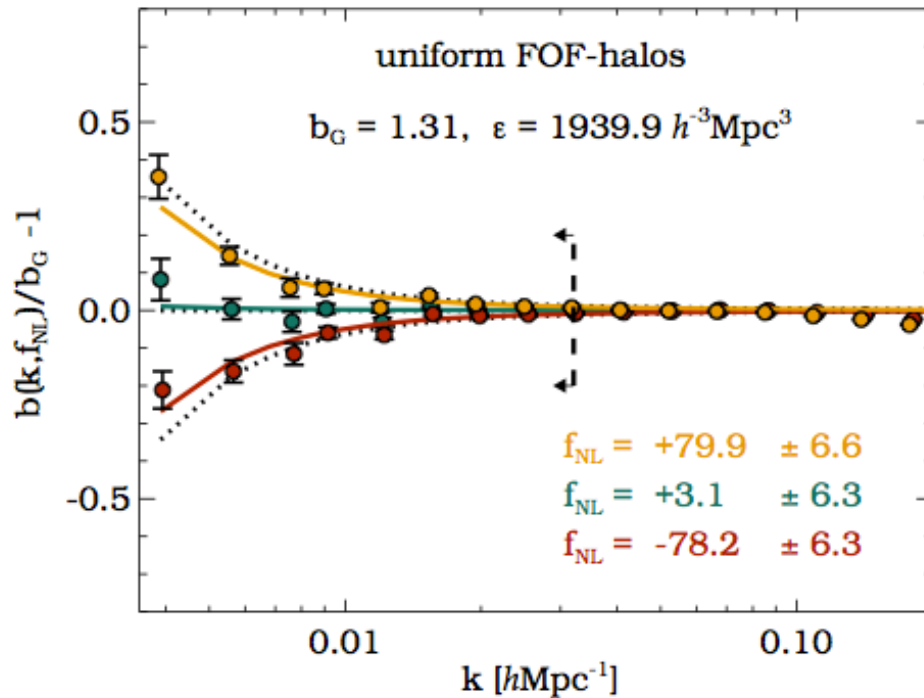 uniform FOF-halos
b_G = 1.31, ε = 1939.9 h⁻³Mpc³
0.5
0.0
-0.5
b(k,f_NL)/b_G -1
f_NL = +79.9 ± 6.6
f_NL = +3.1 ± 6.3
f_NL = -78.2 ± 6.3
0.01 0.10
k [hMpc⁻¹]